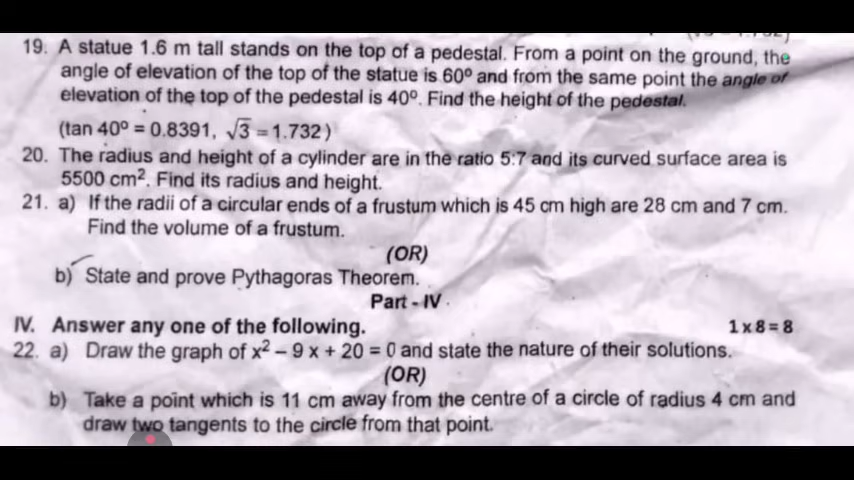 19. A statue 1.6 m tall stands on the top of a pedestal. From a point on the ground, the
angle of elevation of the top of the statue is 60º and from the same point the angle of
elevation of the top of the pedestal is 40º. Find the height of the pedestal.
(tan 40º = 0.8391, √3 = 1.732)
20. The radius and height of a cylinder are in the ratio 5:7 and its curved surface area is
5500 cm². Find its radius and height.
21. a) If the radii of a circular ends of a frustum which is 45 cm high are 28 cm and 7 cm.
Find the volume of a frustum.
(OR)
b) State and prove Pythagoras Theorem.
Part - IV
IV. Answer any one of the following. 1 x 8 = 8
22. a) Draw the graph of x² – 9 x + 20 = 0 and state the nature of their solutions.
(OR)
b) Take a point which is 11 cm away from the centre of a circle of radius 4 cm and
draw two tangents to the circle from that point.